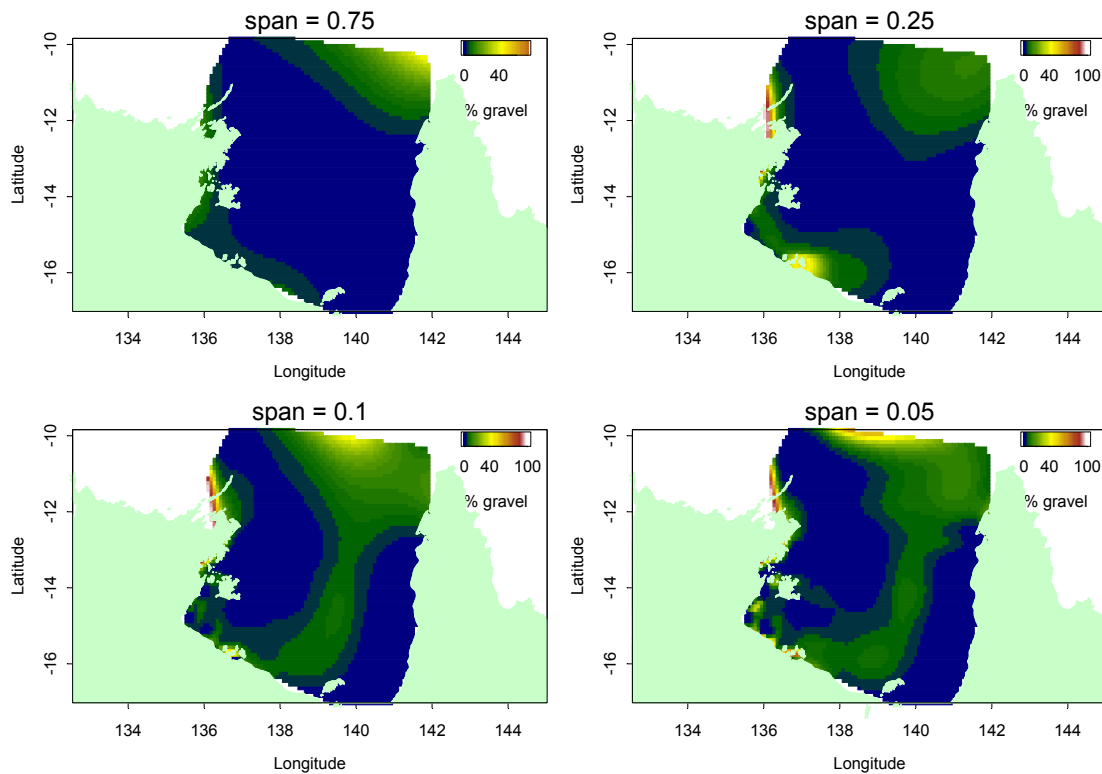 span = 0.75
-10
-12
-14
-16
Latitude
0 40
% gravel
134 136 138 140 142 144
Longitude
span = 0.25
-10
-12
-14
-16
Latitude
0 40 100
% gravel
134 136 138 140 142 144
Longitude
span = 0.1
-10
-12
-14
-16
Latitude
0 40 100
% gravel
134 136 138 140 142 144
Longitude
span = 0.05
-10
-12
-14
-16
Latitude
0 40 100
% gravel
134 136 138 140 142 144
Longitude